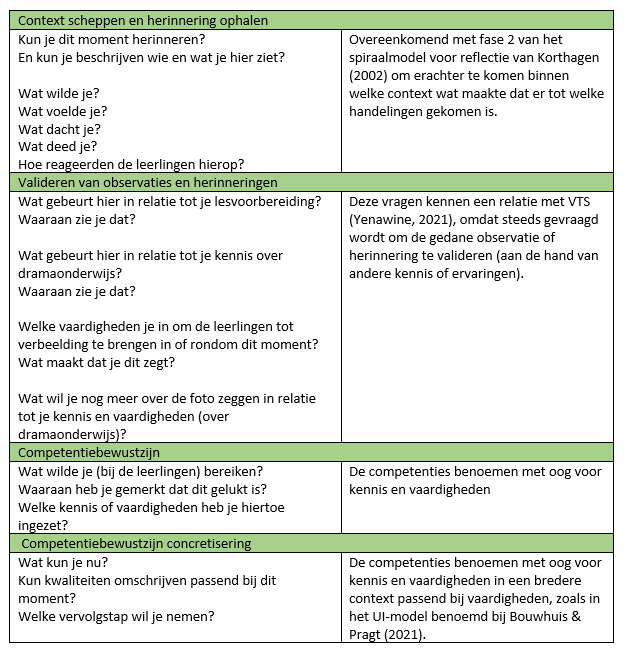 Context scheppen en herinnering ophalen
Kun je dit moment herinneren?
En kun je beschrijven wie en wat je hier ziet?
Wat wilde je?
Wat voelde je?
Wat dacht je?
Wat deed je?
Hoe reageerden de leerlingen hierop?
Overeenkomend met fase 2 van het
spiraalmodel voor reflectie van Korthagen
(2002) om erachter te komen binnen
welke context wat maakte dat er tot welke
handelingen gekomen is.
Valideren van observaties en herinneringen
Wat gebeurt hier in relatie tot je lesvoorbereiding?
Waaraan zie je dat?
Wat gebeurt hier in relatie tot je kennis over
dramaonderwijs?
Waaraan zie je dat?
Welke vaardigheden je in om de leerlingen tot
verbeelding te brengen in of rondom dit moment?
Wat maakt dat je dit zegt?
Wat wil je nog meer over de foto zeggen in relatie
tot je kennis en vaardigheden (over
dramaonderwijs)?
Deze vragen kennen een relatie met VTS
(Yenawine, 2021), omdat steeds gevraagd
wordt om de gedane observatie of
herinnering te valideren (aan de hand van
andere kennis of ervaringen).
Competentiebewustzijn
Wat wilde je (bij de leerlingen) bereiken?
Waaraan heb je gemerkt dat dit gelukt is?
Welke kennis of vaardigheden heb je hiertoe
ingezet?
De competenties benoemen met oog voor
kennis en vaardigheden
Competentiebewustzijn concretisering
Wat kun je nu?
Kun kwaliteiten omschrijven passend bij dit
moment?
Welke vervolgstap wil je nemen?
De competenties benoemen met oog voor
kennis en vaardigheden in een bredere
context passend bij vaardigheden, zoals in
het UI-model benoemd bij Bouwhuis &
Pragt (2021).